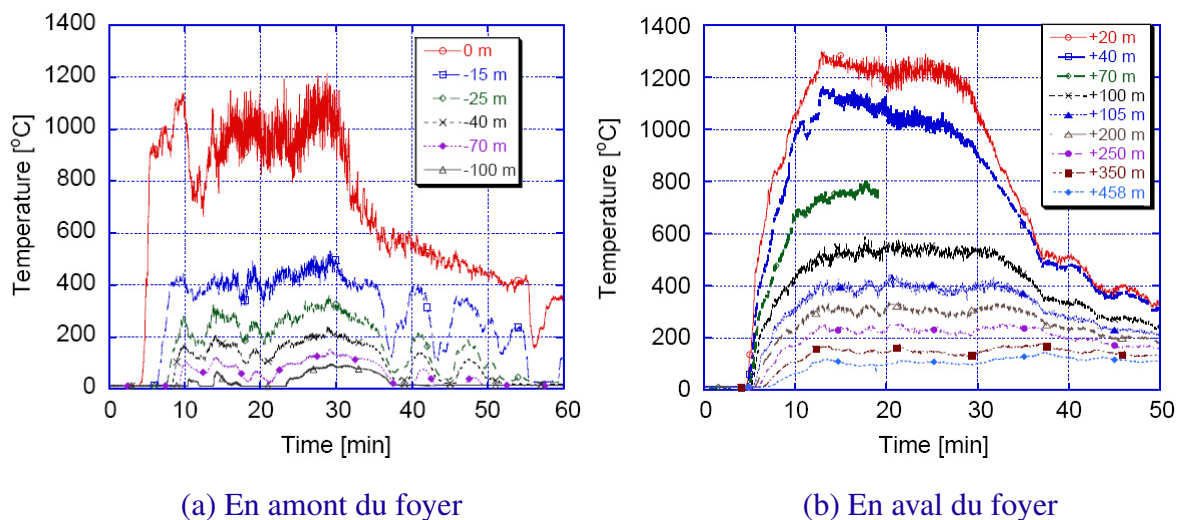 1400
1200
1000
800
600
400
200
0
Temperature [°C]
0 10 20 30 40 50 60
Time [min]
0 m
-15 m
-25 m
-40 m
-70 m
-100 m
(a) En amont du foyer
1400
1200
1000
800
600
400
200
0
Temperature [°C]
0 10 20 30 40 50
Time [min]
+20 m
+40 m
+70 m
+100 m
+105 m
+200 m
+250 m
+350 m
+458 m
(b) En aval du foyer